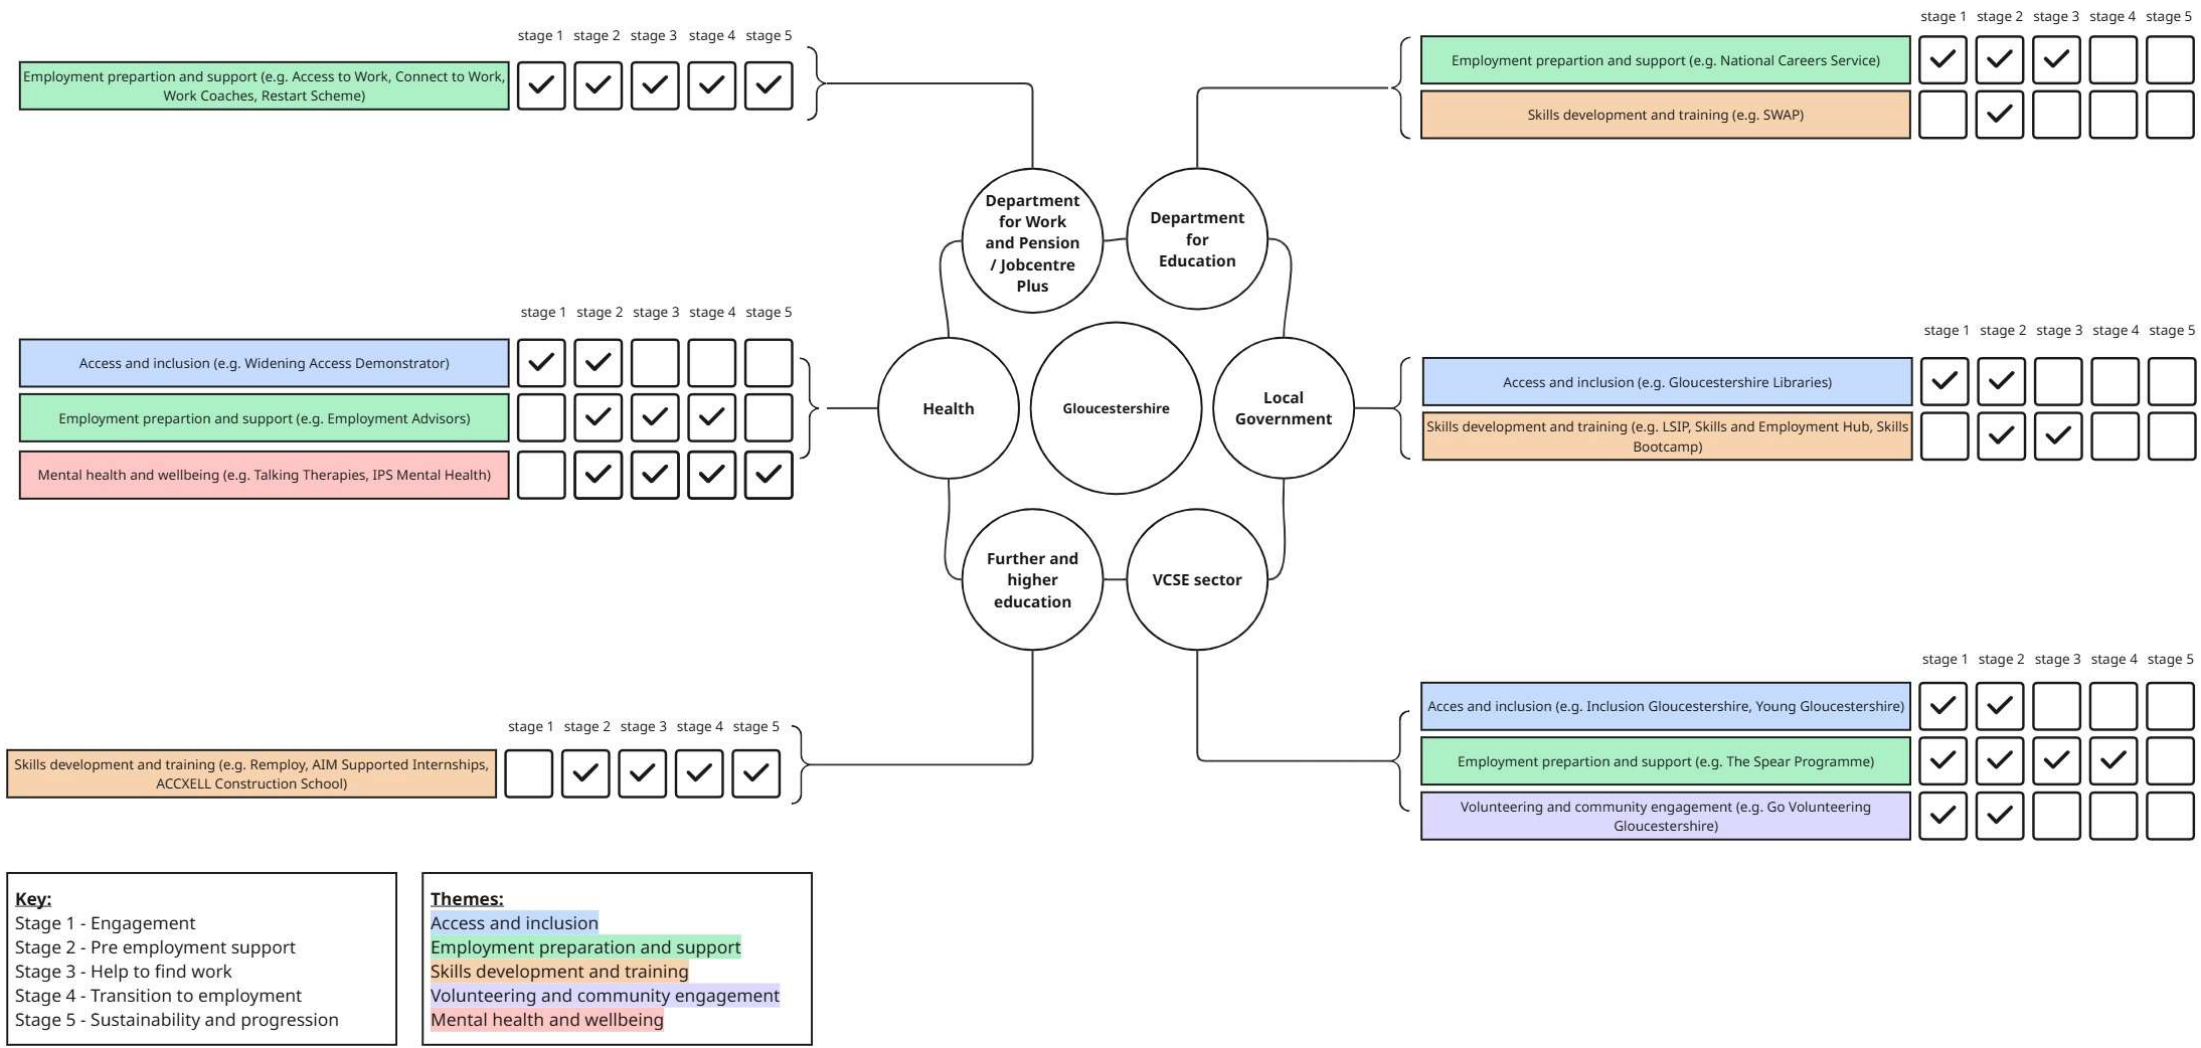 stage 1 stage 2 stage 3 stage 4 stage 5
Employment prepartion and support (e.g. Access to Work, Connect to Work,
Work Coaches, Restart Scheme)
stage 1 stage 2 stage 3 stage 4 stage 5
Employment prepartion and support (e.g. National Careers Service)
Skills development and training (e.g. SWAP)
Department
for Work
and Pension
/ Jobcentre
Plus
Department
for
Education
stage 1 stage 2 stage 3 stage 4 stage 5
Access and inclusion (e.g. Widening Access Demonstrator)
Employment prepartion and support (e.g. Employment Advisors)
Mental health and wellbeing (e.g. Talking Therapies, IPS Mental Health)
Health
Gloucestershire
Local
Government
stage 1 stage 2 stage 3 stage 4 stage 5
Access and inclusion (e.g. Gloucestershire Libraries)
Skills development and training (e.g. LSIP, Skills and Employment Hub, Skills
Bootcamp)
Further and
higher
education
VCSE sector
stage 1 stage 2 stage 3 stage 4 stage 5
Skills development and training (e.g. Remploy, AIM Supported Internships,
ACCXELL Construction School)
stage 1 stage 2 stage 3 stage 4 stage 5
Acces and inclusion (e.g. Inclusion Gloucestershire, Young Gloucestershire)
Employment prepartion and support (e.g. The Spear Programme)
Volunteering and community engagement (e.g. Go Volunteering
Gloucestershire)
Key:
Stage 1 - Engagement
Stage 2 - Pre employment support
Stage 3 - Help to find work
Stage 4 - Transition to employment
Stage 5 - Sustainability and progression
Themes:
Access and inclusion
Employment preparation and support
Skills development and training
Volunteering and community engagement
Mental health and wellbeing